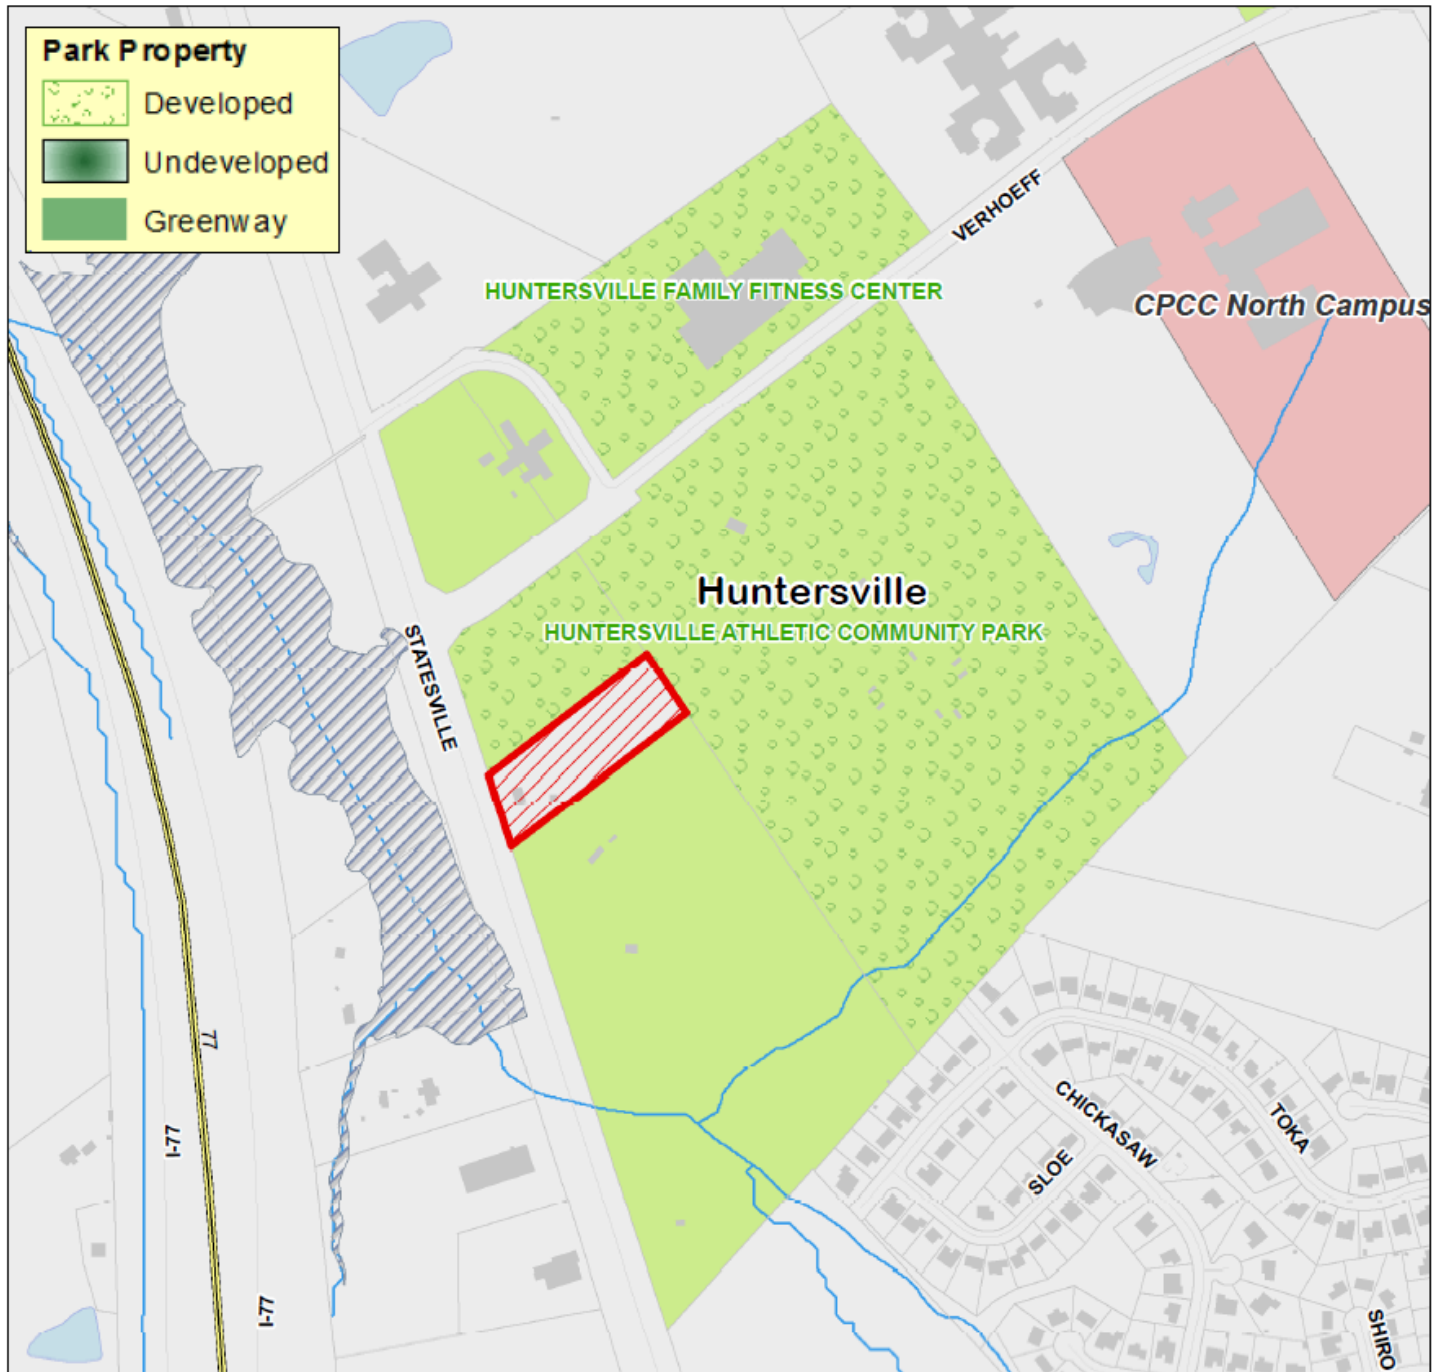 Park Property
Developed
Undeveloped
Greenway
VERHOEFF
HUNTERSVILLE FAMILY FITNESS CENTER
CPCC North Campus
Huntersville
HUNTERSVILLE ATHLETIC COMMUNITY PARK
STATESVILLE
77
I-77
I-77
CHICKASAW
TOKA
SLOE
SHIRO